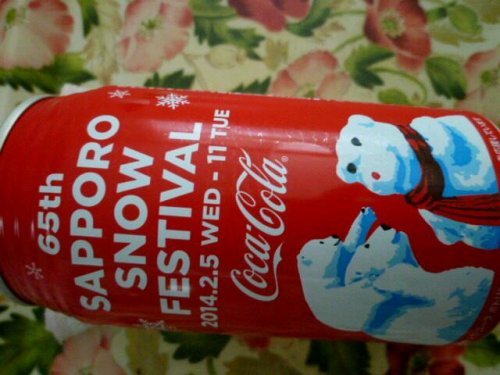 65th
SAPPORO
SNOW
FESTIVAL
2014.2.5 WED - 11 TUE
Coca-Cola®